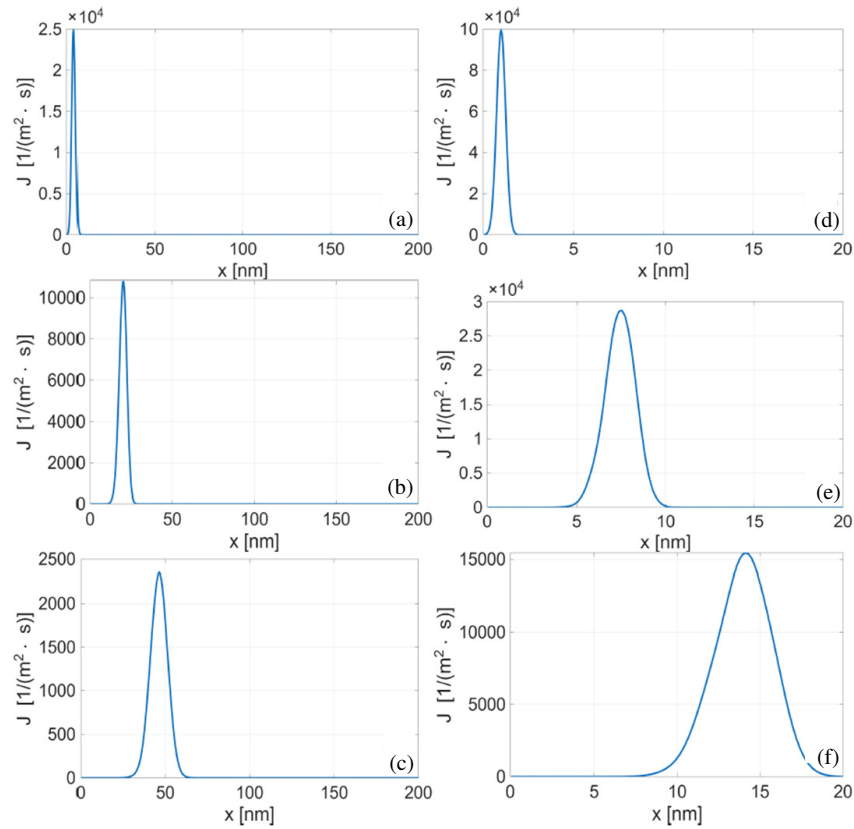 ×10⁴
2.5
2
1.5
1
0.5
0
J [1/(m² · s)]
0 50 100 150 200
x [nm]
(a)
×10⁴
10
8
6
4
2
0
J [1/(m² · s)]
0 5 10 15 20
x [nm]
(d)
10000
8000
6000
4000
2000
0
J [1/(m² · s)]
0 50 100 150 200
x [nm]
(b)
×10⁴
3
2.5
2
1.5
1
0.5
0
J [1/(m² · s)]
0 5 10 15 20
x [nm]
(e)
2500
2000
1500
1000
500
0
J [1/(m² · s)]
0 50 100 150 200
x [nm]
(c)
15000
10000
5000
0
J [1/(m² · s)]
0 5 10 15 20
x [nm]
(f)